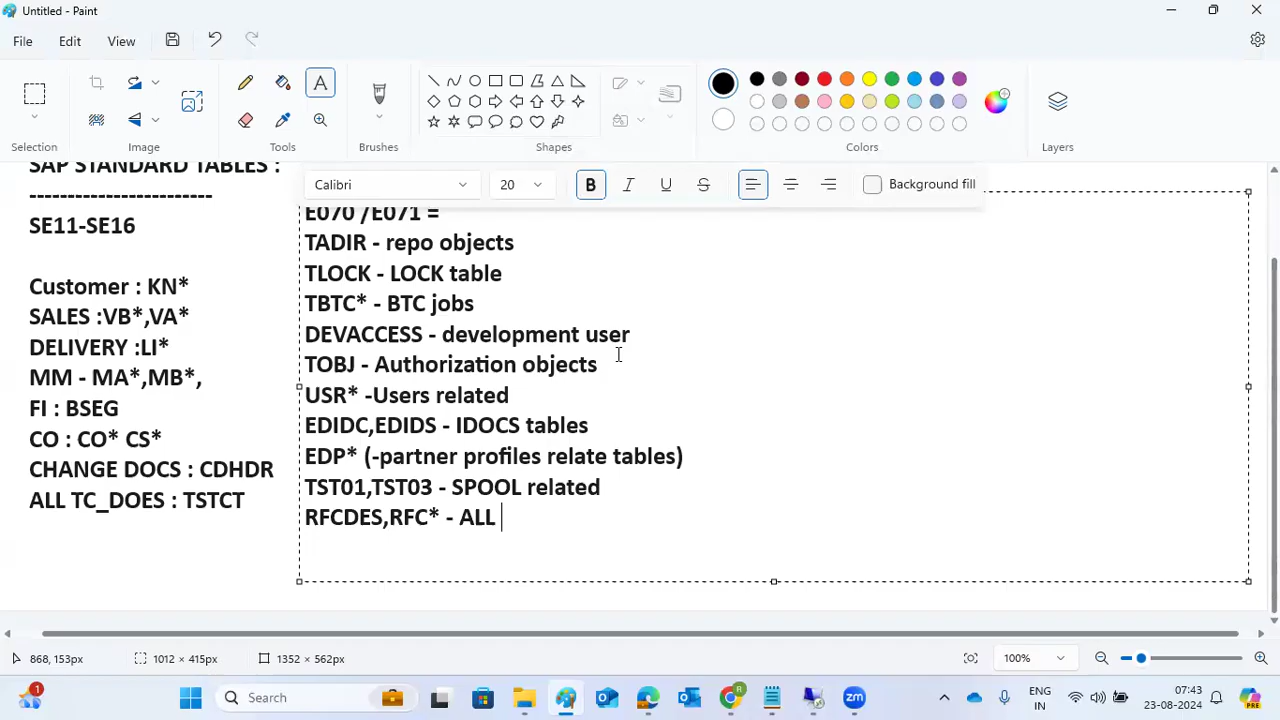 Untitled - Paint
File Edit View
Selection Image Tools Brushes Shapes Colors Layers
Calibri 20 B I U S Background fill
SAP STANDARD TABLES :
------------------------
SE11-SE16
Customer : KN*
SALES :VB*,VA*
DELIVERY :LI*
MM - MA*,MB*,
FI : BSEG
CO : CO* CS*
CHANGE DOCS : CDHDR
ALL TC_DOES : TSTCT
E070 /E071 =
TADIR - repo objects
TLOCK - LOCK table
TBTC* - BTC jobs
DEVACCESS - development user
TOBJ - Authorization objects
USR* -Users related
EDIDC,EDIDS - IDOCS tables
EDP* (-partner profiles relate tables)
TST01,TST03 - SPOOL related
RFCDES,RFC* - ALL
868, 153px 1012 × 415px 1352 × 562px 100%
1 Search R zm ENG 07:43
IN 23-08-2024 PRE